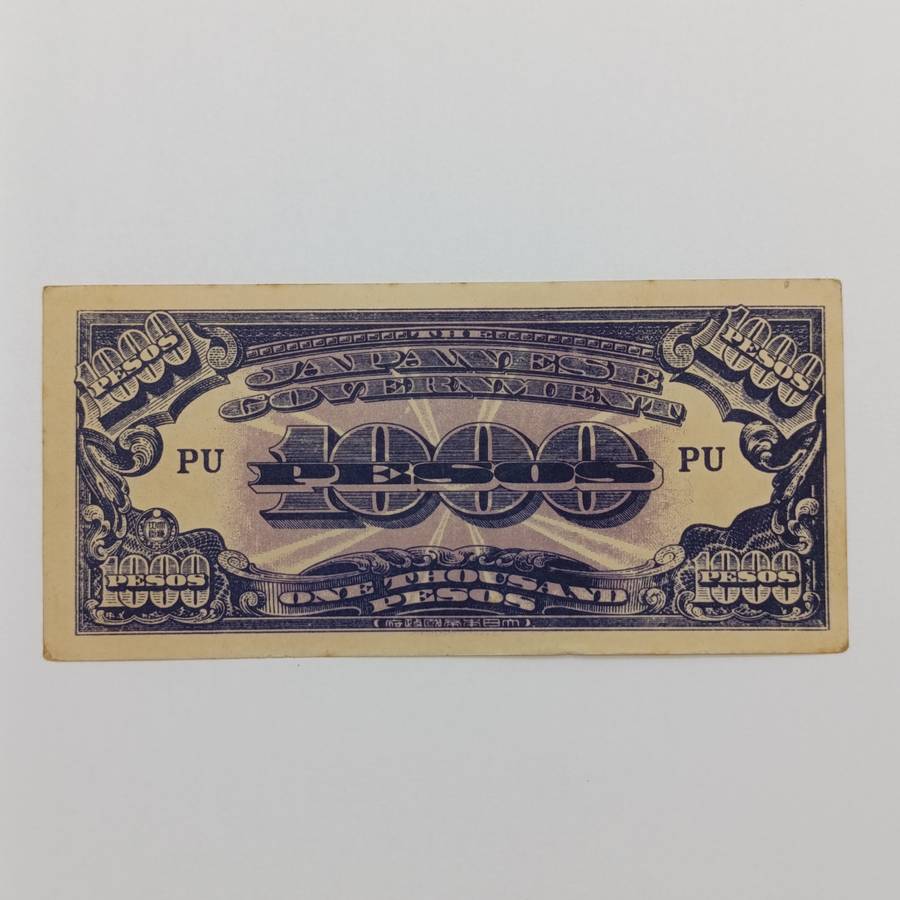 1000
PESOS
1000
PESOS
THE
JAPANESE
GOVERNMENT
PU
1000
PESOS
PU
1000
PESOS
ONE THOUSAND
PESOS
1000
PESOS